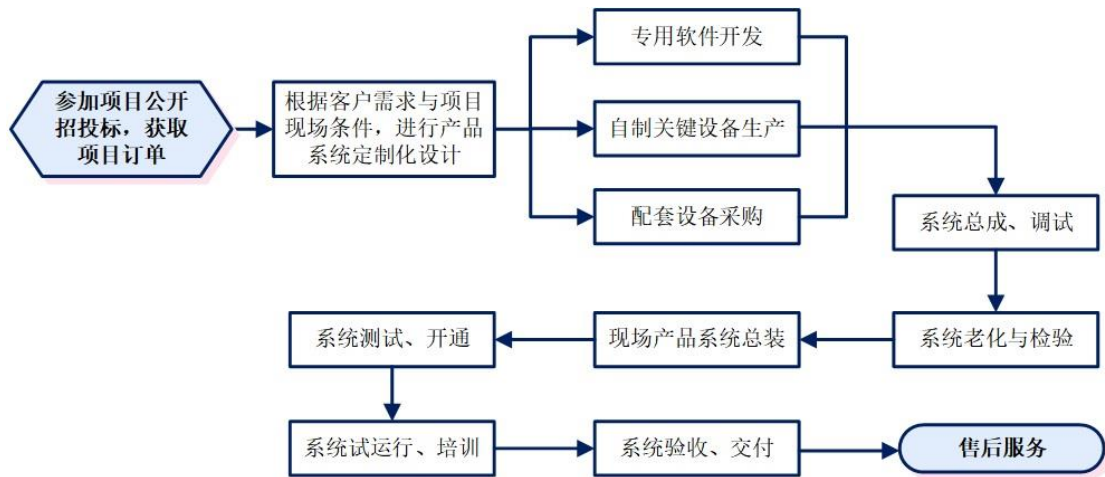 参加项目公开
招投标，获取
项目订单
根据客户需求与项目
现场条件，进行产品
系统定制化设计
专用软件开发
自制关键设备生产
配套设备采购
系统总成、调试
系统老化与检验
现场产品系统总装
系统测试、开通
系统试运行、培训
系统验收、交付
售后服务